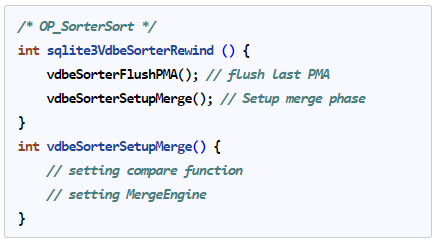 /* OP_SorterSort */
int sqlite3VdbeSorterRewind () {
    vdbeSorterFlushPMA(); // flush last PMA
    vdbeSorterSetupMerge(); // Setup merge phase
}
int vdbeSorterSetupMerge() {
    // setting compare function
    // setting MergeEngine
}